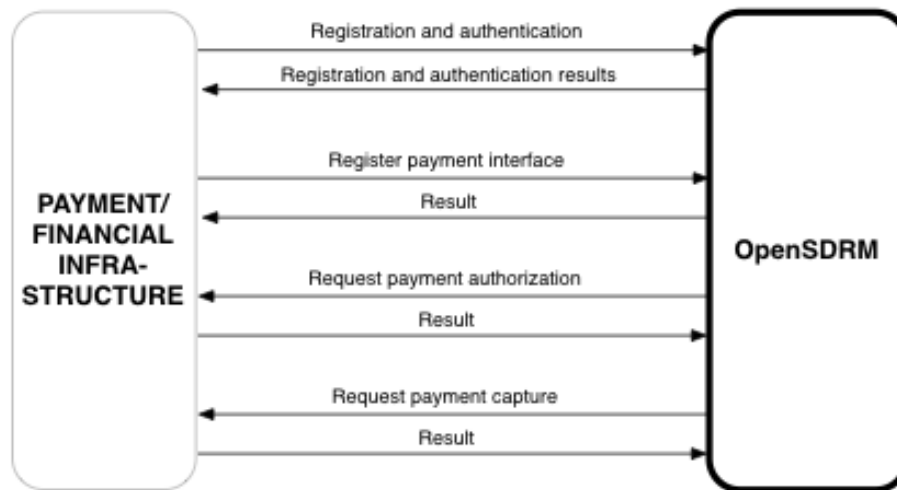 Registration and authentication
Registration and authentication results
Register payment interface
Result
PAYMENT/
FINANCIAL
INFRA-
STRUCTURE
OpenSDRM
Request payment authorization
Result
Request payment capture
Result